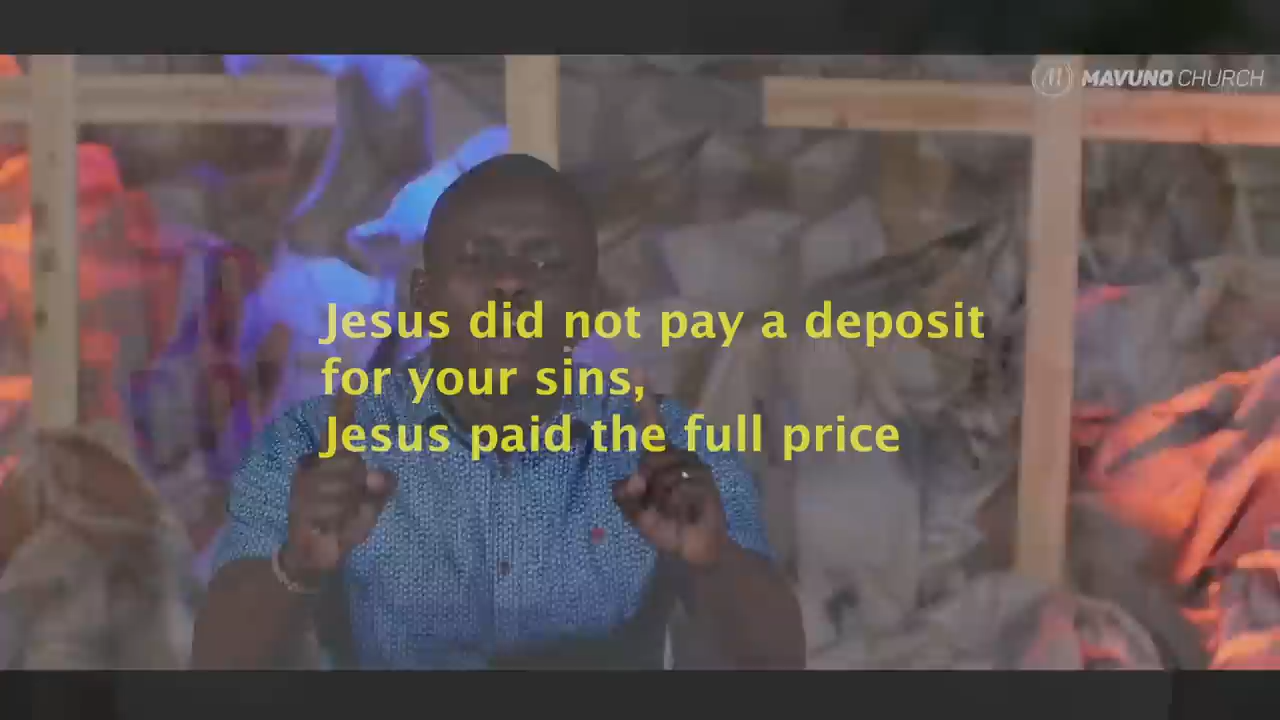 MAVUNO CHURCH
Jesus did not pay a deposit
for your sins,
Jesus paid the full price